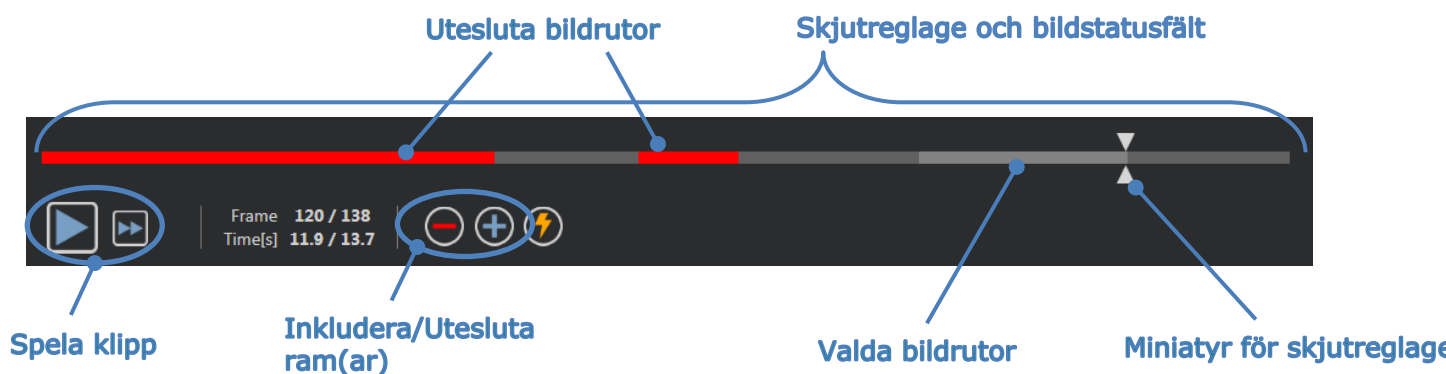 Utesluta bildrutor
Skjutreglage och bildstatusfält
Frame 120 / 138
Time[s] 11.9 / 13.7
Spela klipp
Inkludera/Utesluta
ram(ar)
Valda bildrutor
Miniatyr för skjutreglage